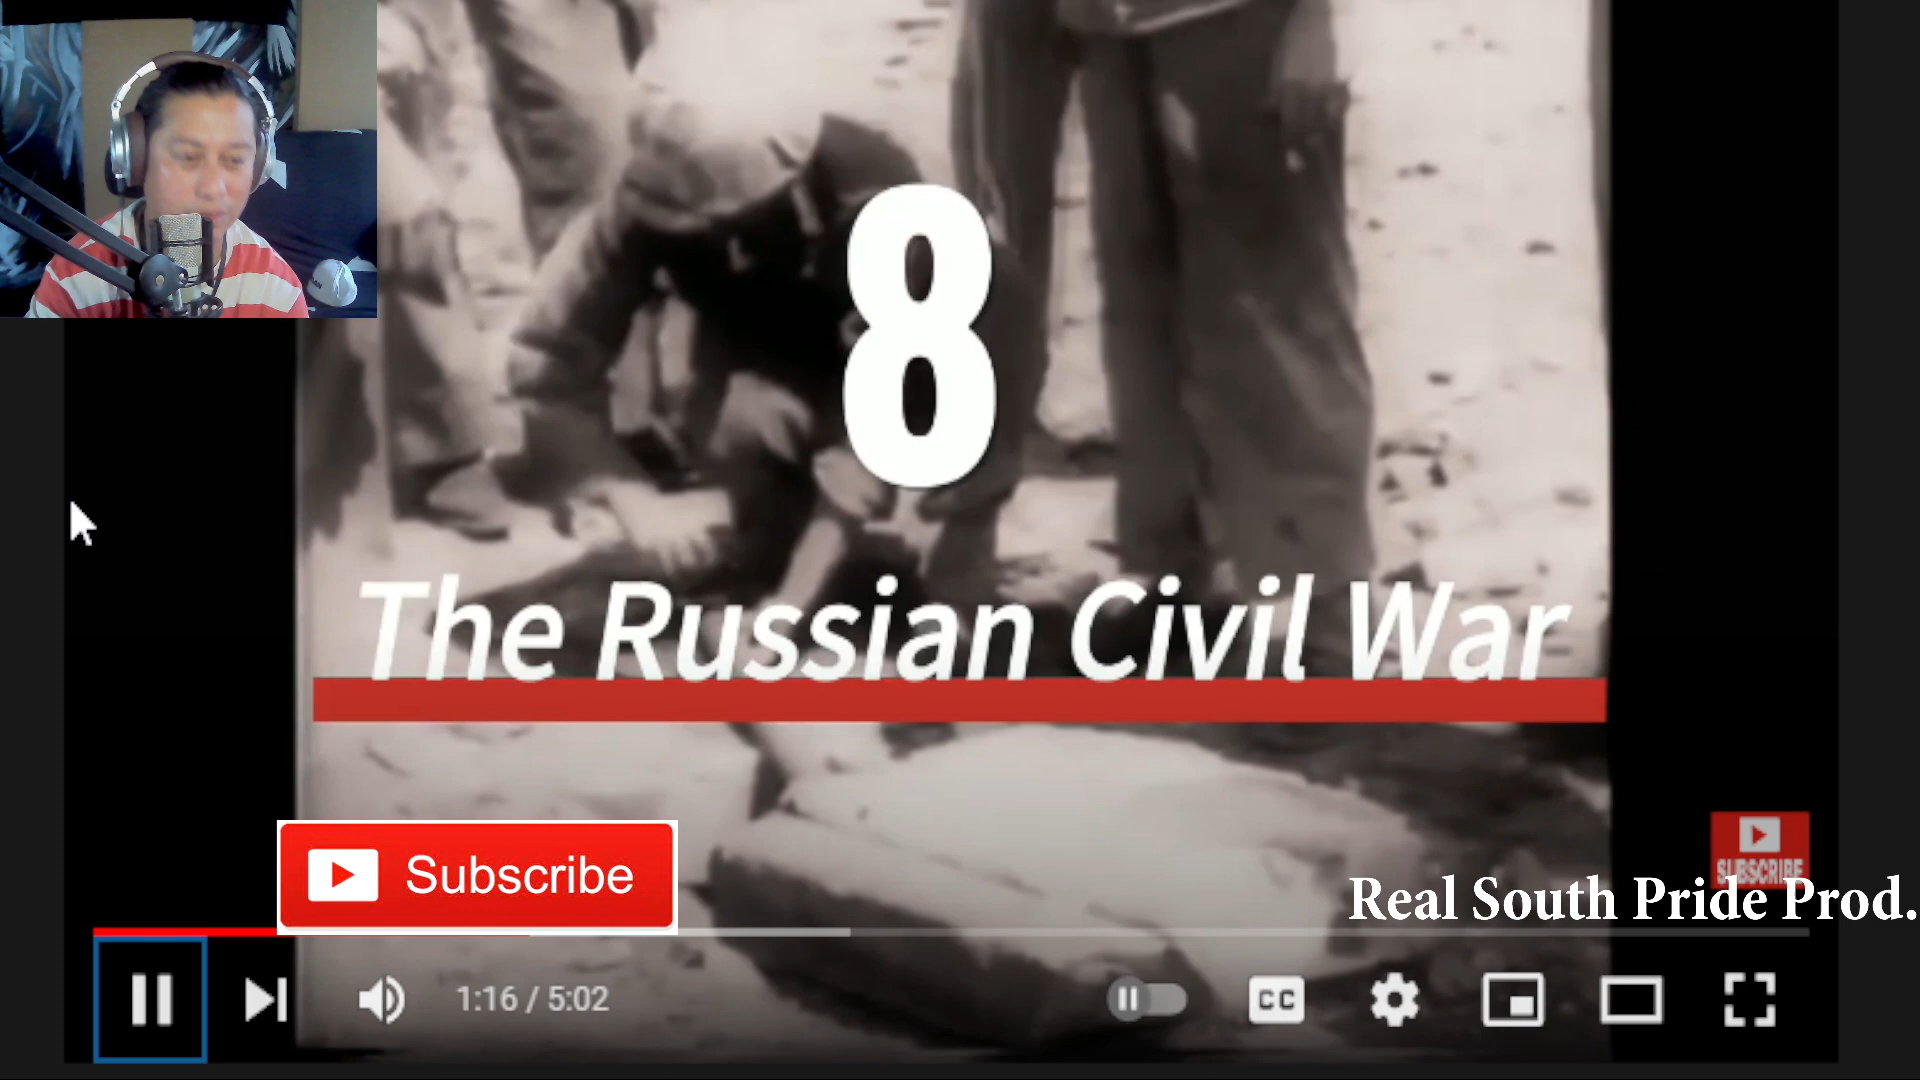 8
The Russian Civil War
Subscribe
SUBSCRIBE
Real South Pride Prod.
1:16 / 5:02
CC